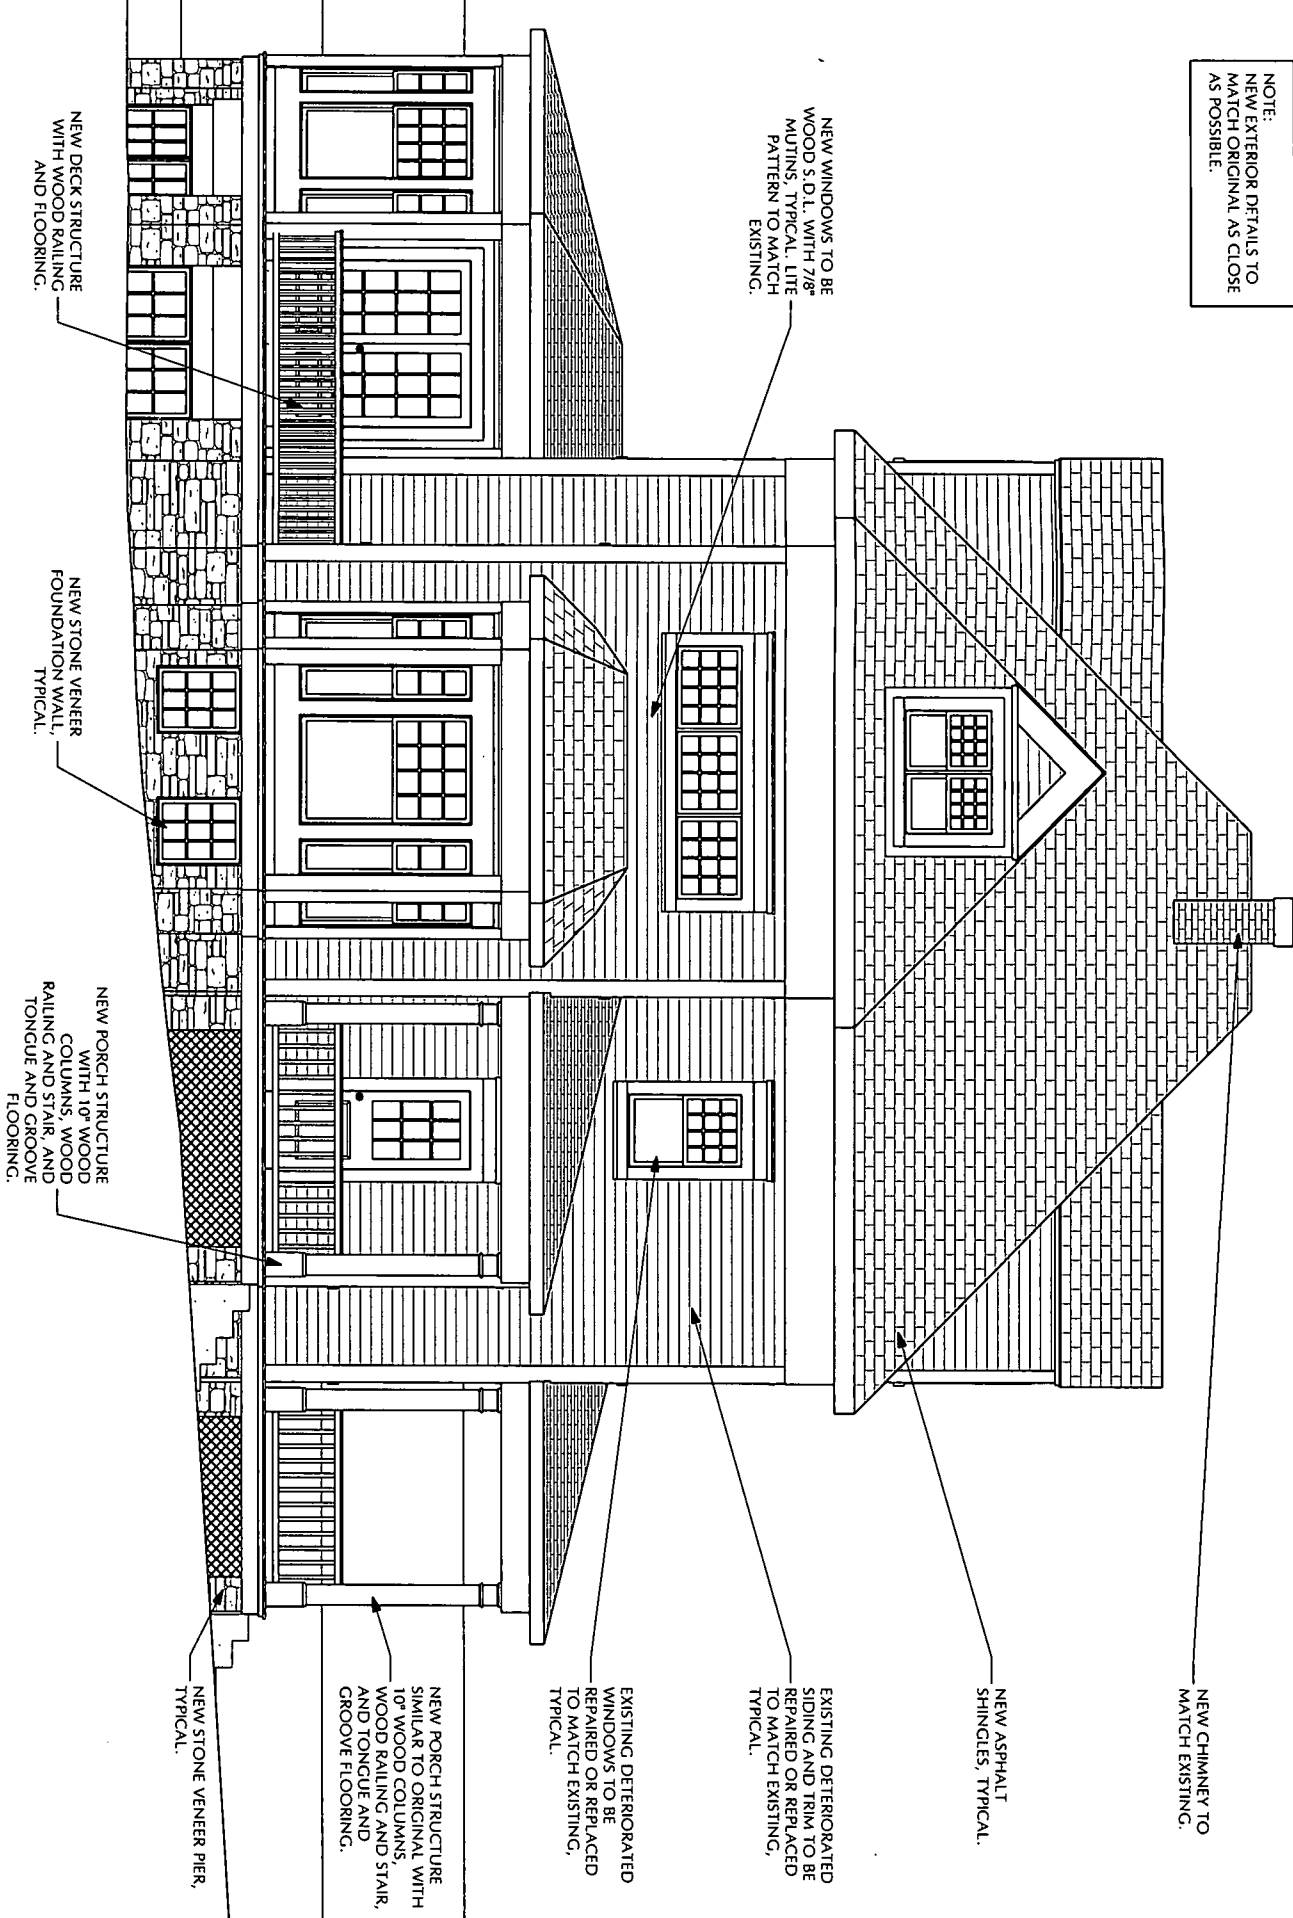 NOTE:
NEW EXTERIOR DETAILS TO
MATCH ORIGINAL AS CLOSE
AS POSSIBLE.
NEW WINDOWS TO BE
WOOD S.D.L. WITH 7/8"
MUTINS, TYPICAL. LITE
PATTERN TO MATCH
EXISTING.
NEW CHIMNEY TO
MATCH EXISTING.
NEW ASPHALT
SHINGLES, TYPICAL.
EXISTING DETERIORATED
SIDING AND TRIM TO BE
REPAIRED OR REPLACED
TO MATCH EXISTING,
TYPICAL.
EXISTING DETERIORATED
WINDOWS TO BE
REPAIRED OR REPLACED
TO MATCH EXISTING,
TYPICAL.
NEW PORCH STRUCTURE
SIMILAR TO ORIGINAL WITH
10" WOOD COLUMNS,
WOOD RAILING AND STAIR,
AND TONGUE AND
GROOVE FLOORING.
NEW STONE VENEER PIER,
TYPICAL.
NEW DECK STRUCTURE
WITH WOOD RAILING
AND FLOORING.
NEW STONE VENEER
FOUNDATION WALL,
TYPICAL.
NEW PORCH STRUCTURE
WITH 10" WOOD
COLUMNS, WOOD
RAILING AND STAIR, AND
TONGUE AND GROOVE
FLOORING.